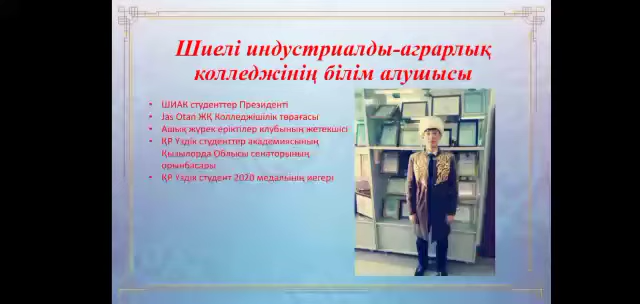 Шиелі индустриалды-аграрлық
колледжінің білім алушысы
• ШИАК студенттер Президенті
• Jas Otan ЖҚ Колледжішілік төрағасы
• Ашық жүрек еріктілер клубының жетекшісі
• ҚР Үздік студенттер академиясының
Қызылорда Облысы сенаторының
орынбасары
• ҚР Үздік студент 2020 медальнің иегері